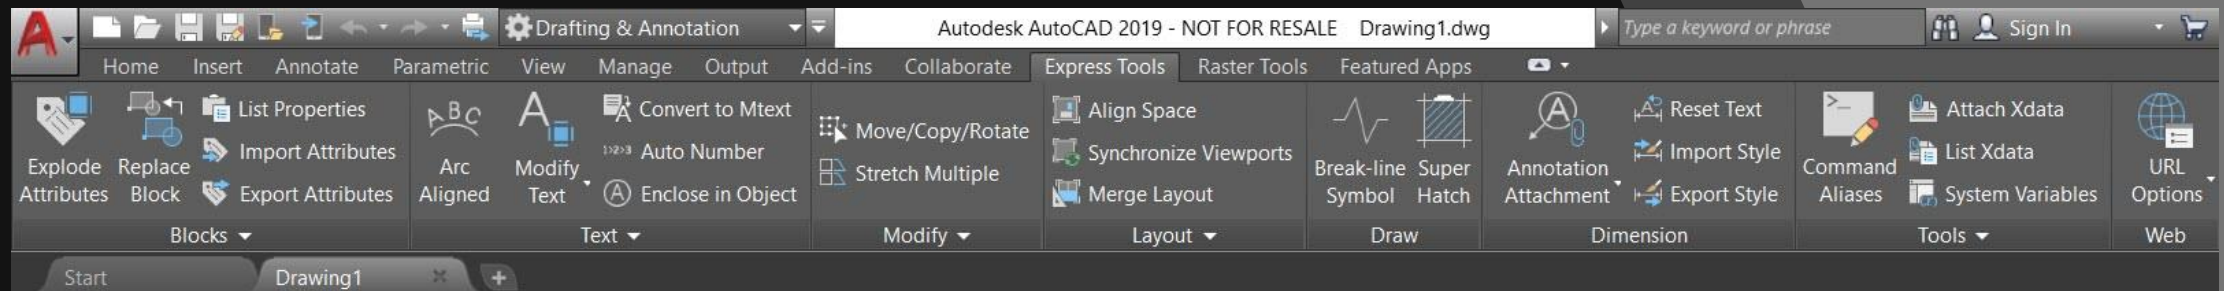 A
Drafting & Annotation
Autodesk AutoCAD 2019 - NOT FOR RESALE Drawing1.dwg
Type a keyword or phrase
Sign In
Home Insert Annotate Parametric View Manage Output Add-ins Collaborate Express Tools Raster Tools Featured Apps
Explode
Attributes
Replace
Block
List Properties
Import Attributes
Export Attributes
Blocks
ABC
Arc
Aligned
A
Modify
Text
Convert to Mtext
Auto Number
A
Enclose in Object
Text
Move/Copy/Rotate
Stretch Multiple
Modify
Align Space
Synchronize Viewports
Merge Layout
Layout
Break-line
Symbol
Super
Hatch
Draw
A
Annotation
Attachment
Reset Text
Import Style
Export Style
Dimension
Command
Aliases
Attach Xdata
List Xdata
System Variables
Tools
URL
Options
Web
Start Drawing1